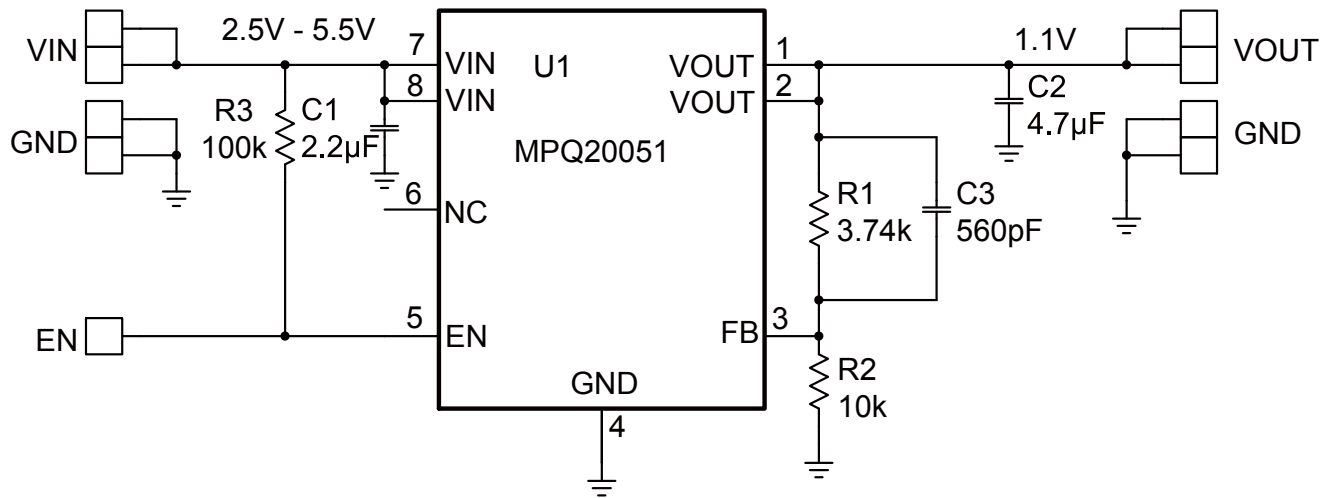 VIN
2.5V - 5.5V
7
VIN
U1
VOUT
1
1.1V
VOUT
8
VIN
VOUT
2
C2
4.7µF
R3
100k
C1
2.2µF
GND
MPQ20051
GND
6
NC
R1
3.74k
C3
560pF
EN
5
EN
FB
3
GND
4
R2
10k